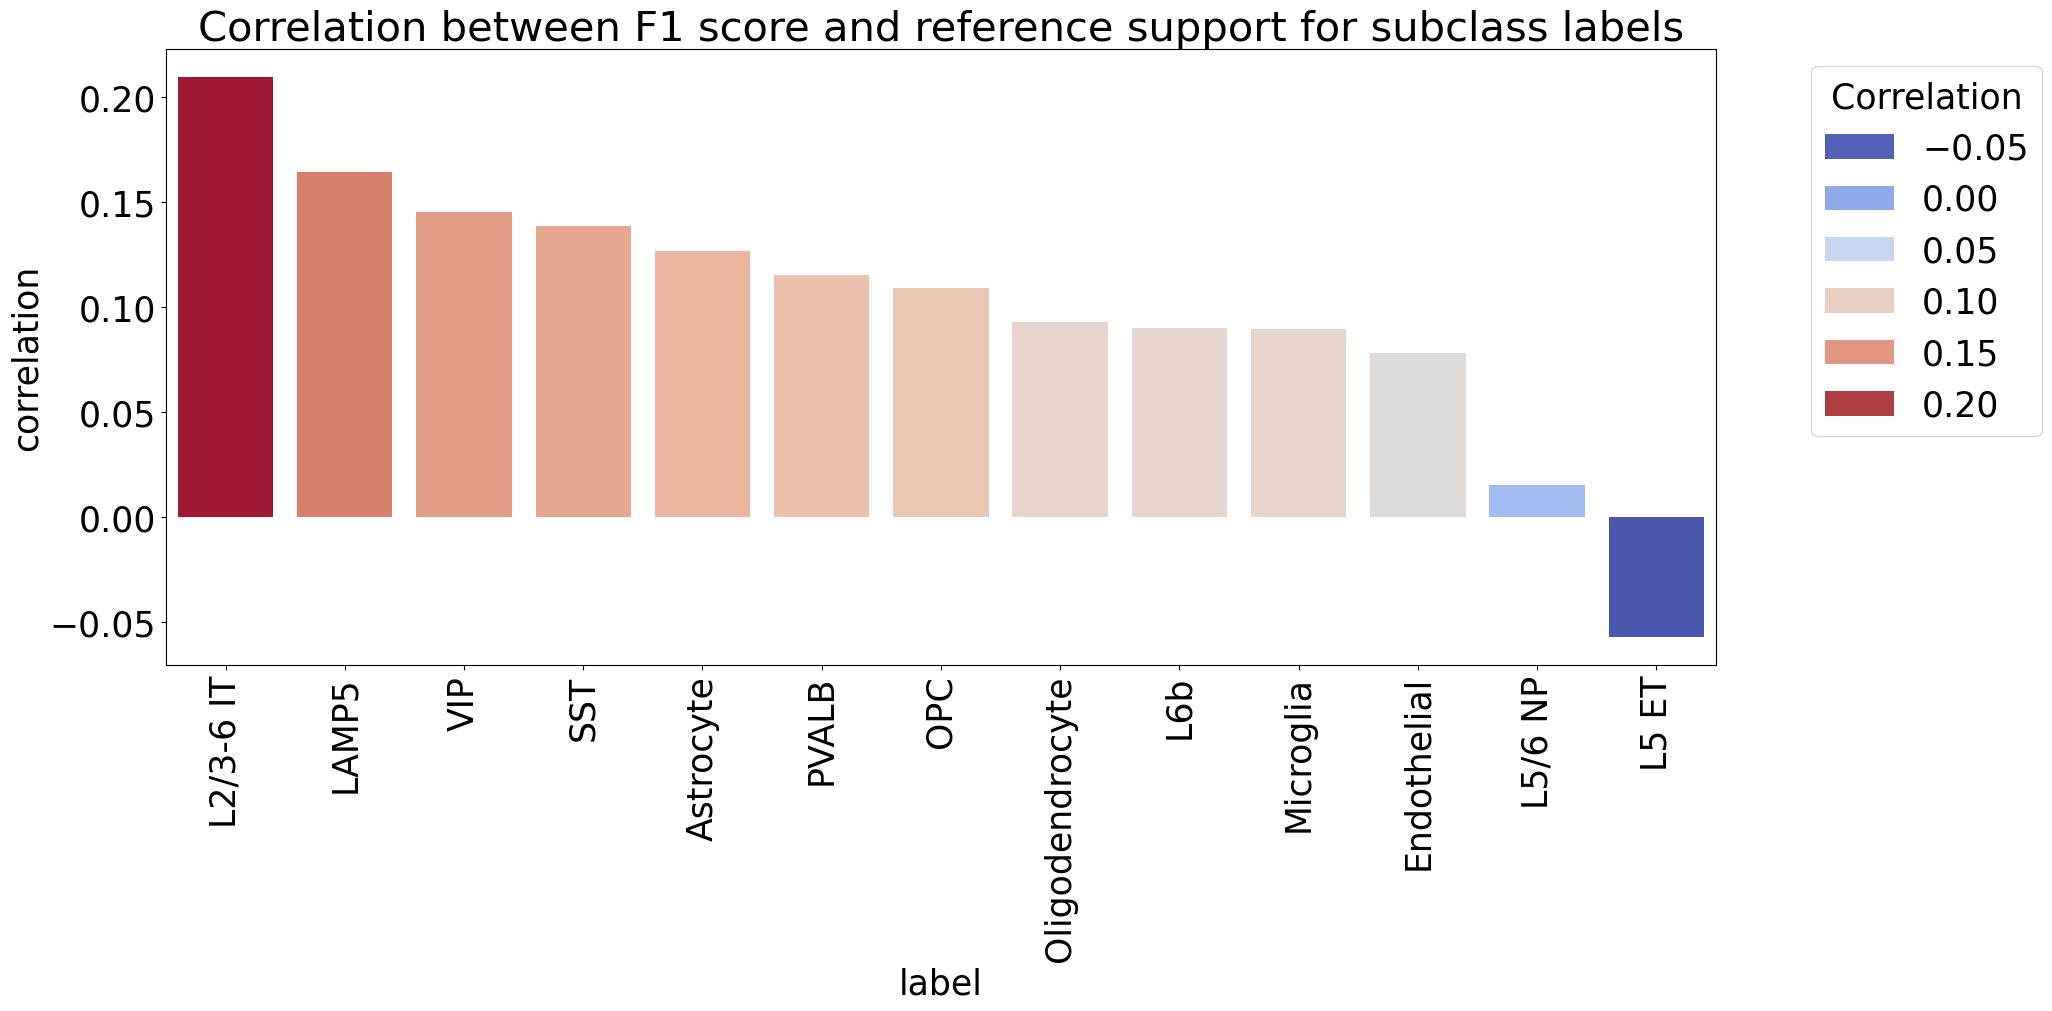 Correlation between F1 score and reference support for subclass labels
correlation
0.20
0.15
0.10
0.05
0.00
−0.05
L2/3-6 IT
LAMP5
VIP
SST
Astrocyte
PVALB
OPC
Oligodendrocyte
L6b
Microglia
Endothelial
L5/6 NP
L5 ET
label
Correlation
−0.05
0.00
0.05
0.10
0.15
0.20